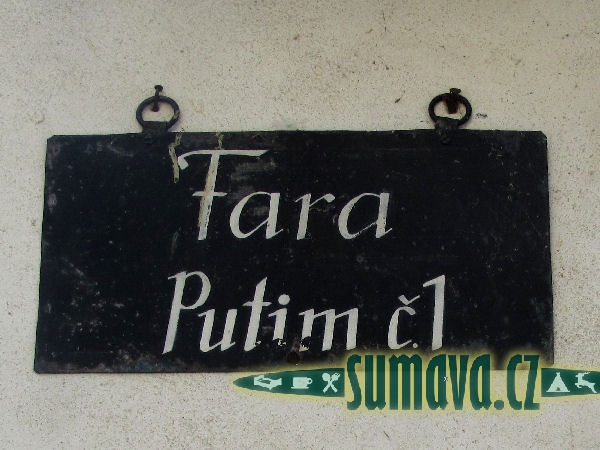 Fara
Putim č.1
sumava.cz